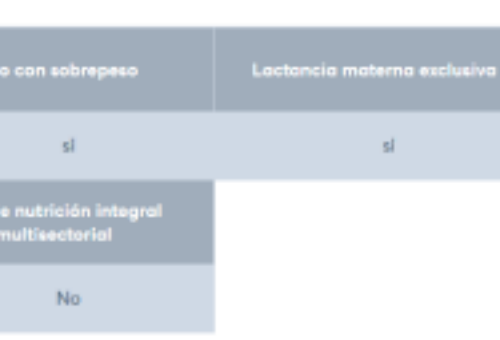 o con sobrepeso
Lactancia materna exclusiva
sí
sí
e nutrición integral
multisectorial
No